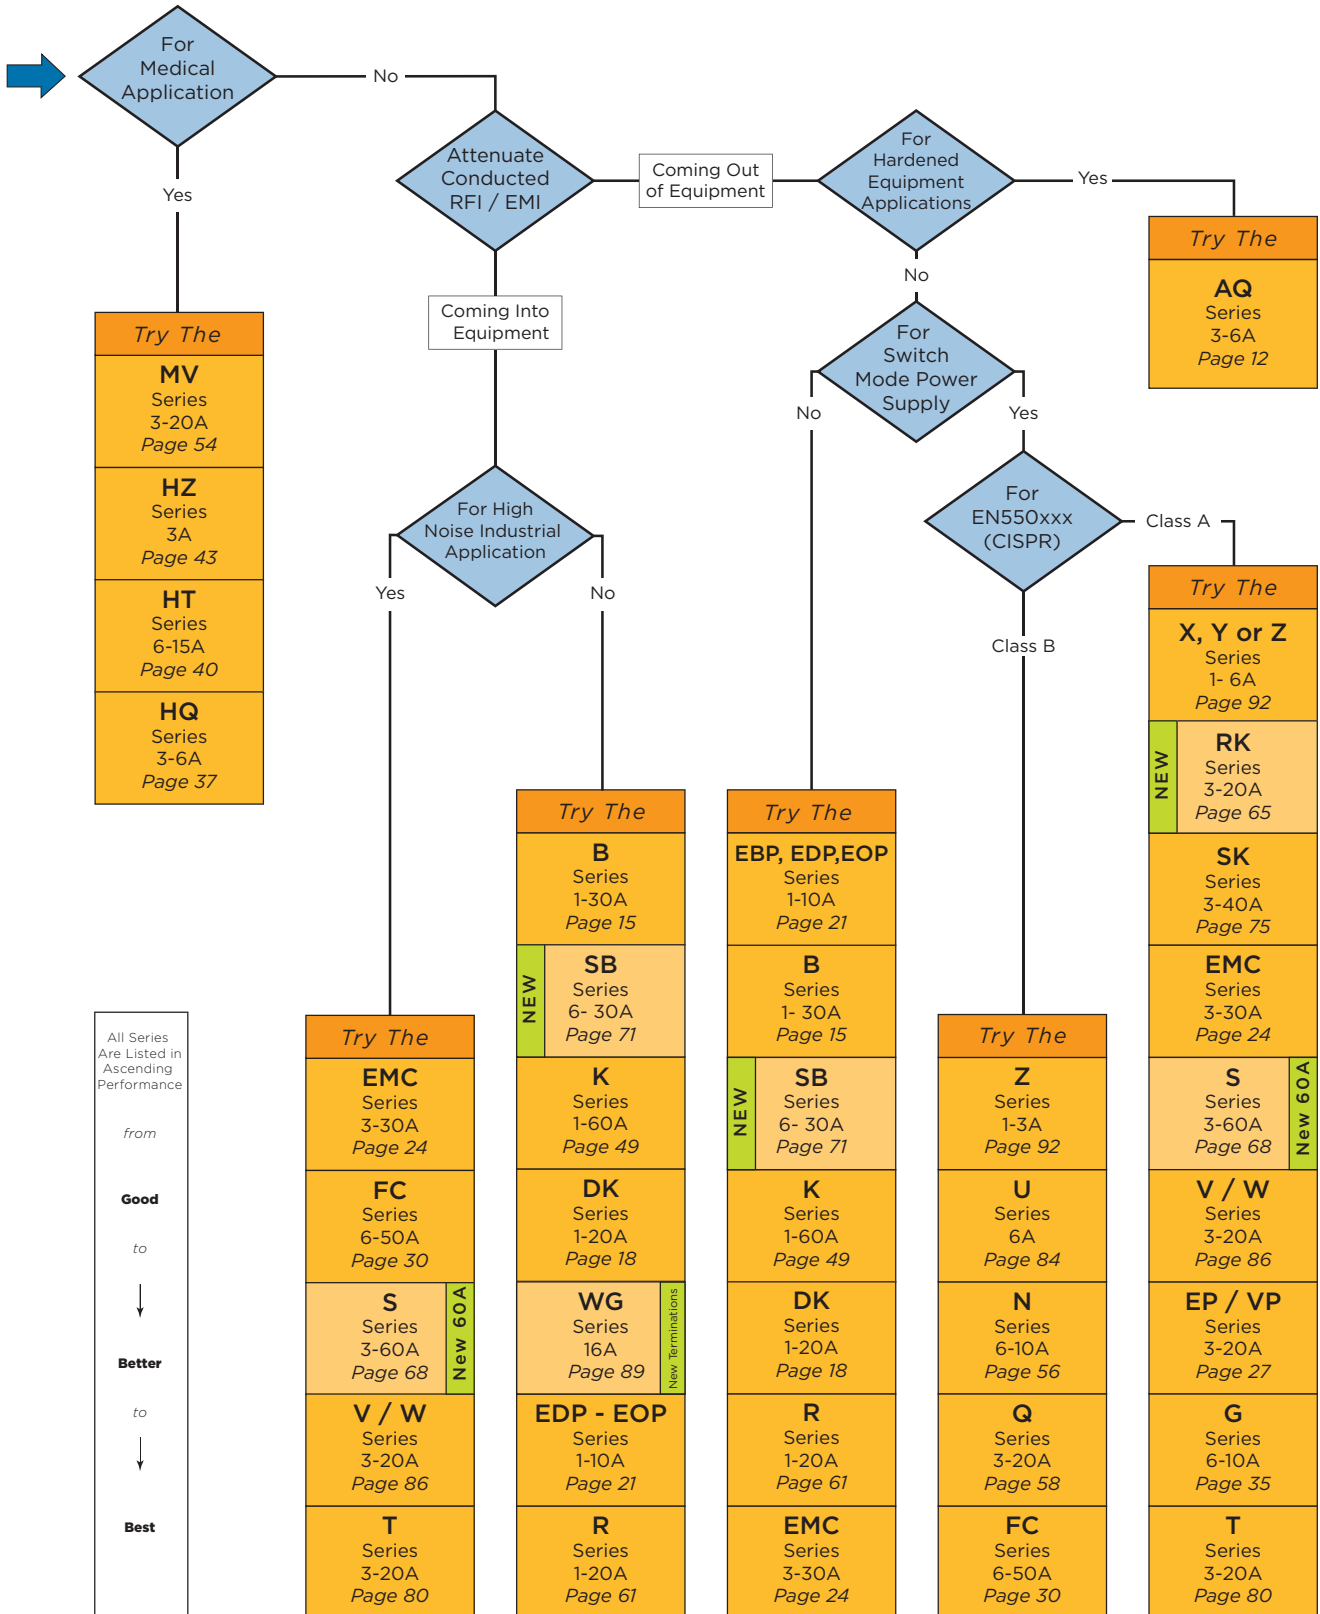 For
Medical
Application
No
Yes
Attenuate
Conducted
RFI / EMI
Coming Out
of Equipment
For
Hardened
Equipment
Applications
Yes
No
Try The
AQ
Series
3-6A
Page 12
Coming Into
Equipment
For
Switch
Mode Power
Supply
No
Yes
Try The
MV
Series
3-20A
Page 54
HZ
Series
3A
Page 43
HT
Series
6-15A
Page 40
HQ
Series
3-6A
Page 37
For High
Noise Industrial
Application
Yes
No
For
EN550xxx
(CISPR)
Class A
Class B
Try The
X, Y or Z
Series
1- 6A
Page 92
NEW
RK
Series
3-20A
Page 65
SK
Series
3-40A
Page 75
EMC
Series
3-30A
Page 24
S
Series
3-60A
Page 68
New 60A
V / W
Series
3-20A
Page 86
EP / VP
Series
3-20A
Page 27
G
Series
6-10A
Page 35
T
Series
3-20A
Page 80
Try The
B
Series
1-30A
Page 15
NEW
SB
Series
6- 30A
Page 71
K
Series
1-60A
Page 49
DK
Series
1-20A
Page 18
WG
Series
16A
Page 89
New Terminations
EDP - EOP
Series
1-10A
Page 21
R
Series
1-20A
Page 61
Try The
EBP, EDP,EOP
Series
1-10A
Page 21
B
Series
1- 30A
Page 15
NEW
SB
Series
6- 30A
Page 71
K
Series
1-60A
Page 49
DK
Series
1-20A
Page 18
R
Series
1-20A
Page 61
EMC
Series
3-30A
Page 24
All Series
Are Listed in
Ascending
Performance
from
Good
to
Better
to
Best
Try The
EMC
Series
3-30A
Page 24
FC
Series
6-50A
Page 30
S
Series
3-60A
Page 68
New 60A
V / W
Series
3-20A
Page 86
T
Series
3-20A
Page 80
Try The
Z
Series
1-3A
Page 92
U
Series
6A
Page 84
N
Series
6-10A
Page 56
Q
Series
3-20A
Page 58
FC
Series
6-50A
Page 30